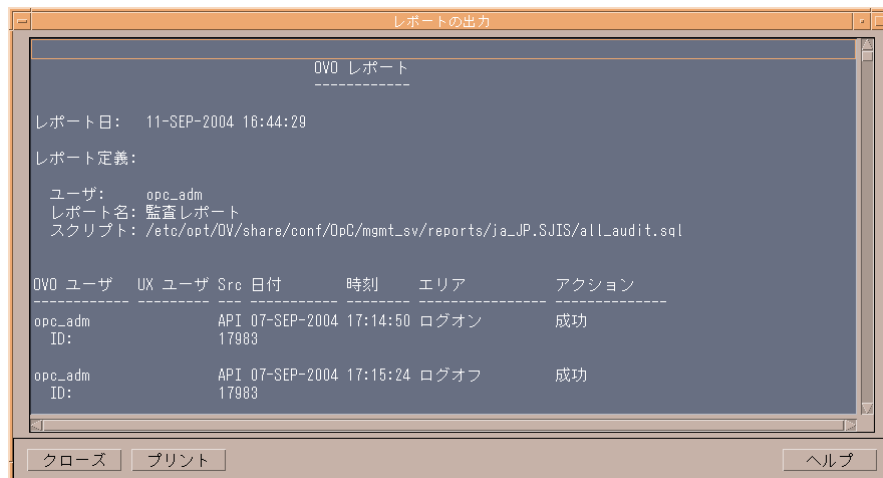 レポートの出力
OVO レポート
------------
レポート日: 11-SEP-2004 16:44:29
レポート定義:
ユーザ: opc_adm
レポート名: 監査レポート
スクリプト: /etc/opt/OV/share/conf/OpC/mgmt_sv/reports/ja_JP.SJIS/all_audit.sql
OVO ユーザ UX ユーザ Src 日付 時刻 エリア アクション
------------ --------- --- ----------- -------- ---------------- --------------
opc_adm API 07-SEP-2004 17:14:50 ログオン 成功
ID: 17983
opc_adm API 07-SEP-2004 17:15:24 ログオフ 成功
ID: 17983
クローズ プリント ヘルプ